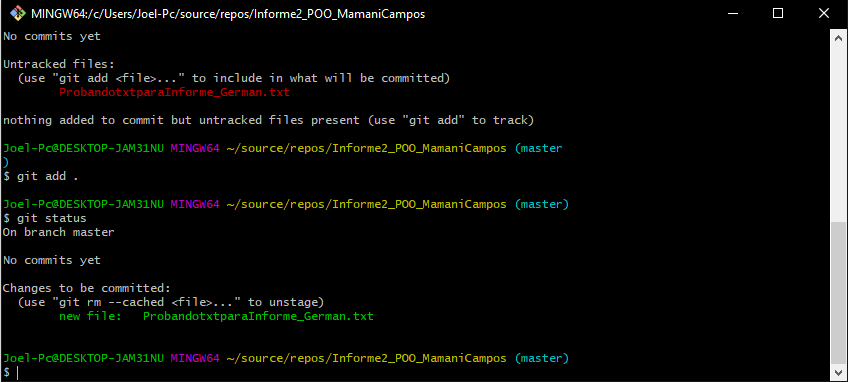 MINGW64:/c/Users/Joel-Pc/source/repos/Informe2_POO_MamaniCampos
No commits yet
Untracked files:
(use "git add <file>..." to include in what will be committed)
ProbandotxtparaInforme_German.txt
nothing added to commit but untracked files present (use "git add" to track)
Joel-Pc@DESKTOP-JAM31NU MINGW64 ~/source/repos/Informe2_POO_MamaniCampos (master
)
$ git add .
Joel-Pc@DESKTOP-JAM31NU MINGW64 ~/source/repos/Informe2_POO_MamaniCampos (master)
$ git status
On branch master
No commits yet
Changes to be committed:
(use "git rm --cached <file>..." to unstage)
new file:   ProbandotxtparaInforme_German.txt
Joel-Pc@DESKTOP-JAM31NU MINGW64 ~/source/repos/Informe2_POO_MamaniCampos (master)
$